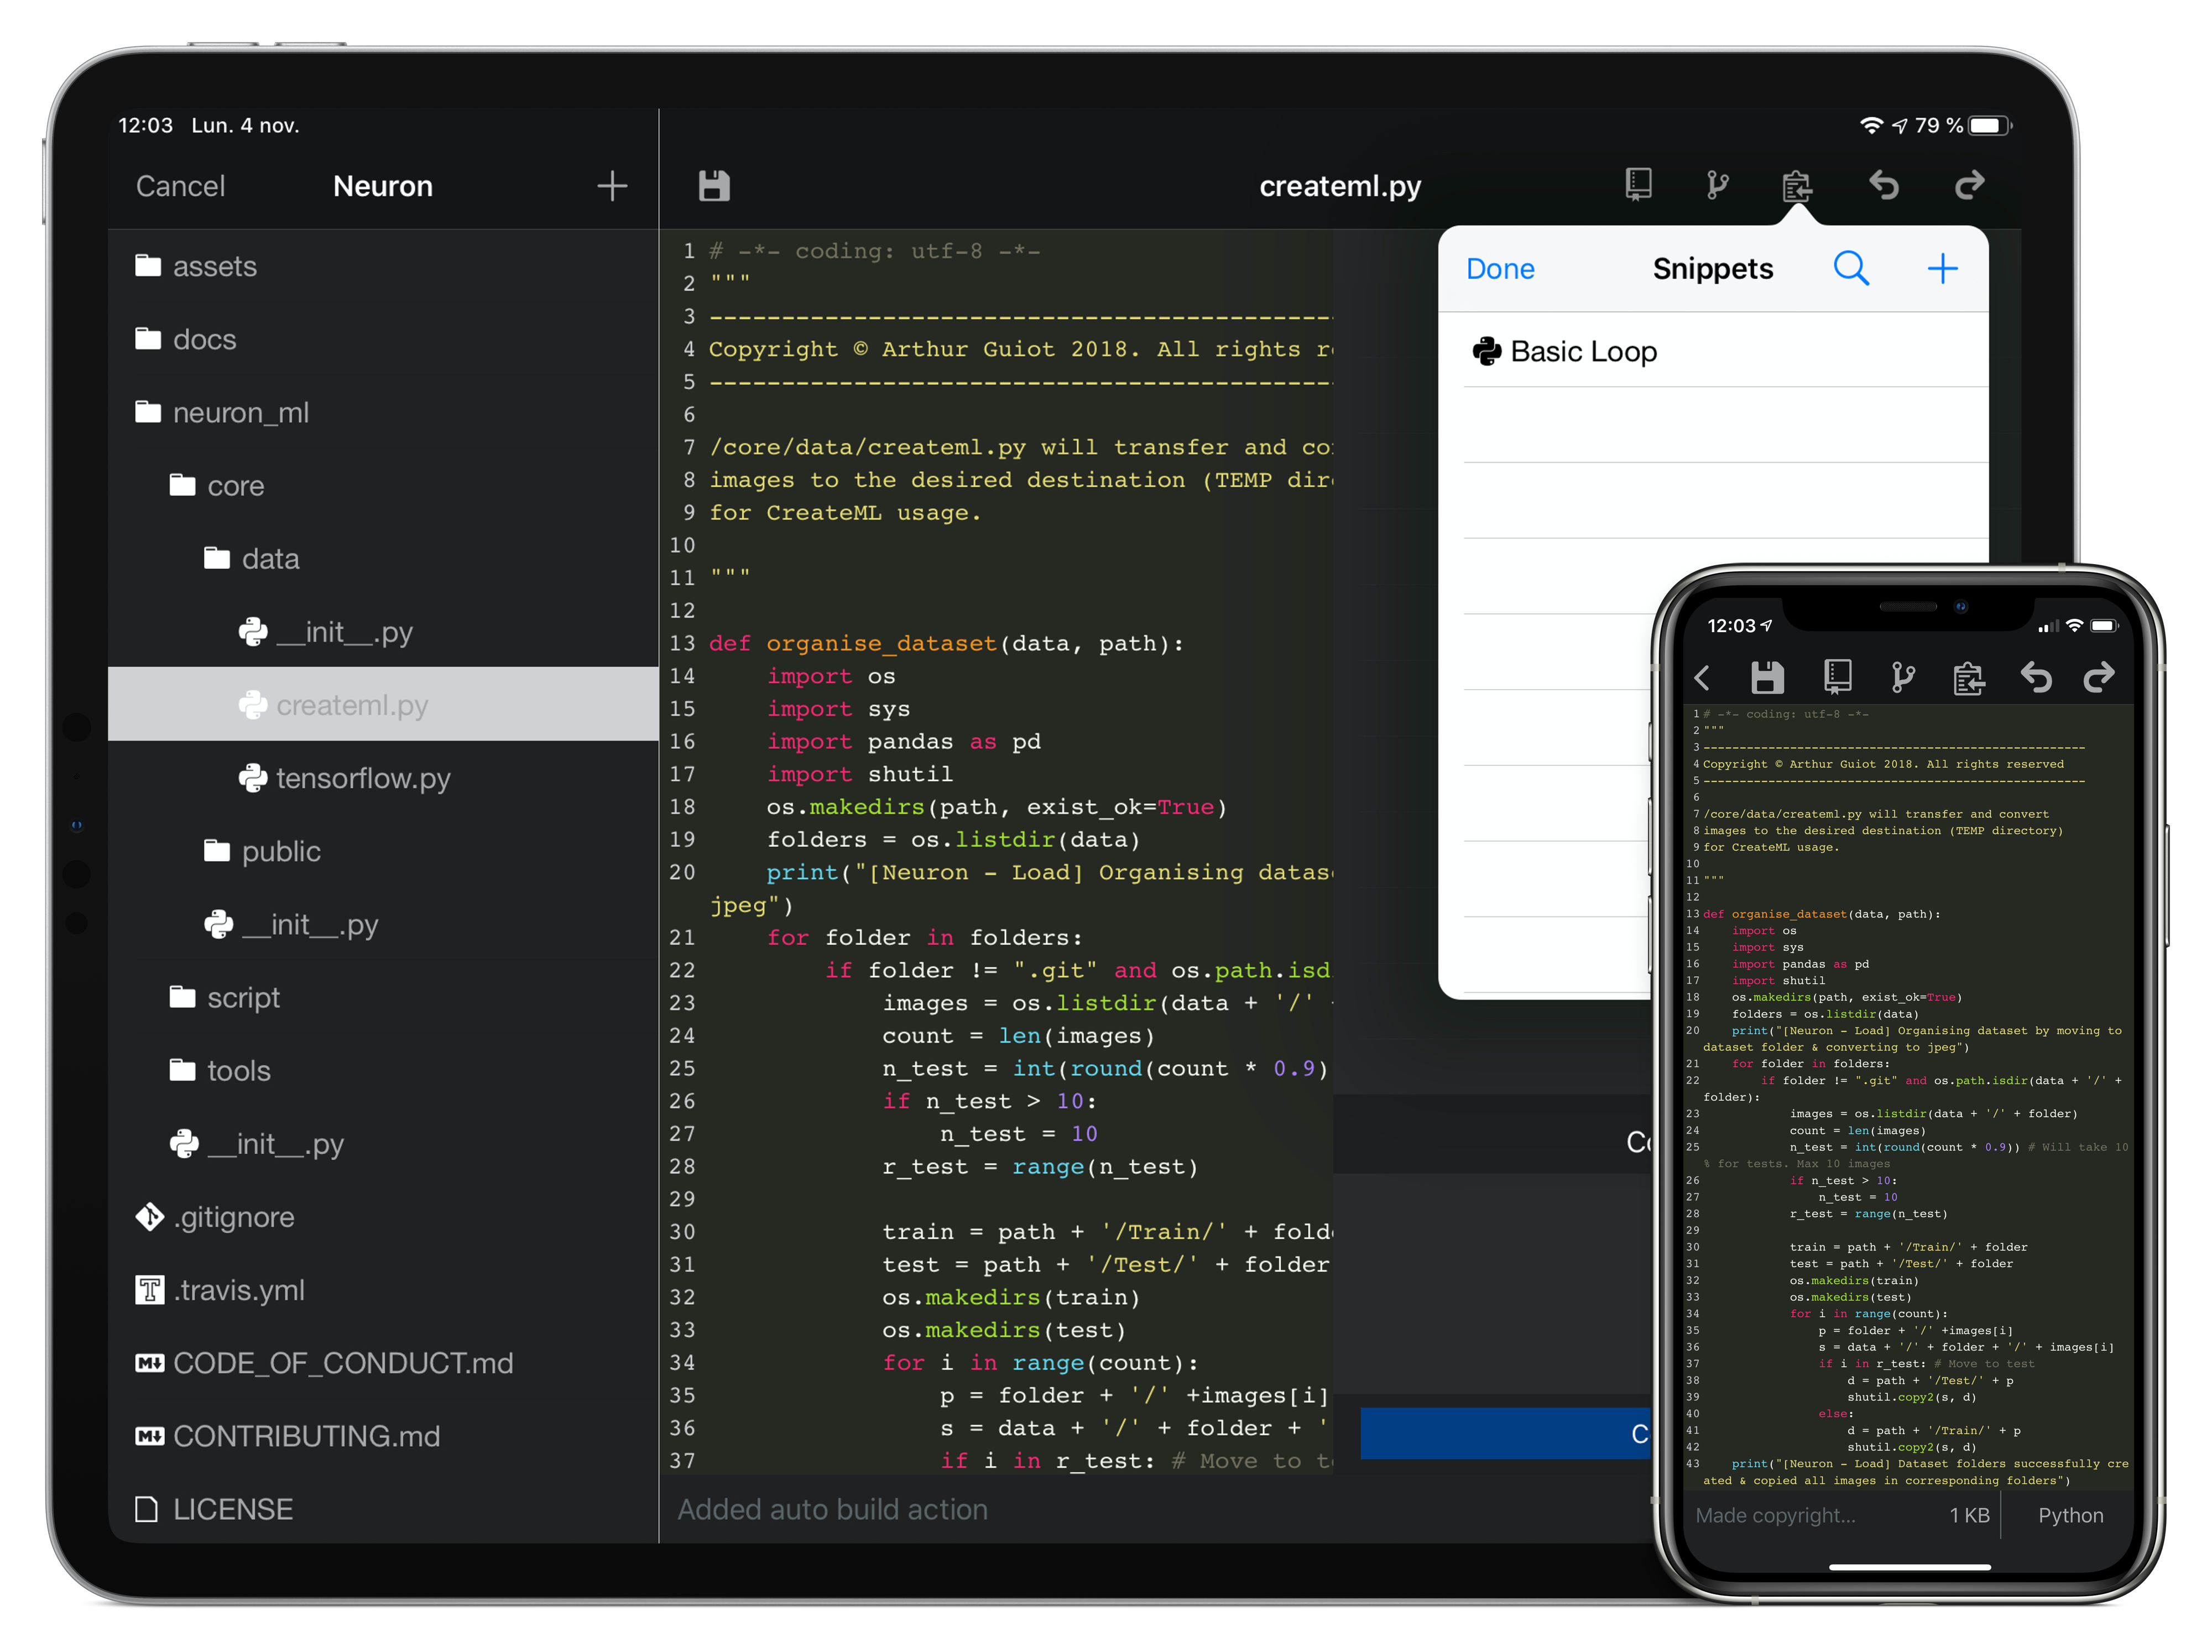 12:03 Lun. 4 nov.
79 %
Cancel Neuron
assets
docs
neuron_ml
core
data
__init__.py
createml.py
tensorflow.py
public
__init__.py
script
tools
__init__.py
.gitignore
.travis.yml
CODE_OF_CONDUCT.md
CONTRIBUTING.md
LICENSE
createml.py
1 # -*- coding: utf-8 -*-
2 """
3 --------------------------------------------
4 Copyright © Arthur Guiot 2018. All rights
5 --------------------------------------------
6
7 /core/data/createml.py will transfer and
8 images to the desired destination (TEMP
9 for CreateML usage.
10
11 """
12
13 def organise_dataset(data, path):
14     import os
15     import sys
16     import pandas as pd
17     import shutil
18     os.makedirs(path, exist_ok=True)
19     folders = os.listdir(data)
20     print("[Neuron - Load] Organising
jpeg")
21     for folder in folders:
22         if folder != ".git" and os.path.isd
23             images = os.listdir(data + '/'
24             count = len(images)
25             n_test = int(round(count * 0.9)
26             if n_test > 10:
27                 n_test = 10
28             r_test = range(n_test)
29
30             train = path + '/Train/' +
31             test = path + '/Test/' + folder
32             os.makedirs(train)
33             os.makedirs(test)
34             for i in range(count):
35                 p = folder + '/' +images[i]
36                 s = data + '/' + folder + '
37                 if i in r_test: # Move to
Added auto build action
Done Snippets
Basic Loop
C
12:03
1 # -*- coding: utf-8 -*-
2 """
3 -----------------------------------------------------
4 Copyright © Arthur Guiot 2018. All rights reserved
5 -----------------------------------------------------
6
7 /core/data/createml.py will transfer and convert
8 images to the desired destination (TEMP directory)
9 for CreateML usage.
10
11 """
12
13 def organise_dataset(data, path):
14     import os
15     import sys
16     import pandas as pd
17     import shutil
18     os.makedirs(path, exist_ok=True)
19     folders = os.listdir(data)
20     print("[Neuron - Load] Organising dataset by moving to
dataset folder & converting to jpeg")
21     for folder in folders:
22         if folder != ".git" and os.path.isdir(data + '/' +
folder):
23             images = os.listdir(data + '/' + folder)
24             count = len(images)
25             n_test = int(round(count * 0.9)) # Will take 10
% for tests. Max 10 images
26             if n_test > 10:
27                 n_test = 10
28             r_test = range(n_test)
29
30             train = path + '/Train/' + folder
31             test = path + '/Test/' + folder
32             os.makedirs(train)
33             os.makedirs(test)
34             for i in range(count):
35                 p = folder + '/' +images[i]
36                 s = data + '/' + folder + '/' + images[i]
37                 if i in r_test: # Move to test
38                     d = path + '/Test/' + p
39                     shutil.copy2(s, d)
40                 else:
41                     d = path + '/Train/' + p
42                     shutil.copy2(s, d)
43     print("[Neuron - Load] Dataset folders successfully cre
ated & copied all images in corresponding folders")
Made copyright... 1 KB Python